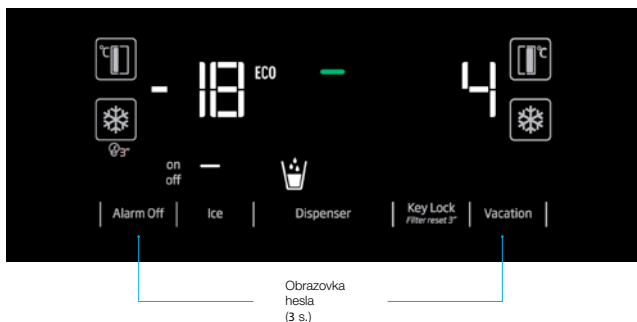 °C
°C
-18 ECO
4
3"
on
off
Alarm Off
Ice
Dispenser
Key Lock
Filter reset 3"
Vacation
Obrazovka
hesla
(3 s.)